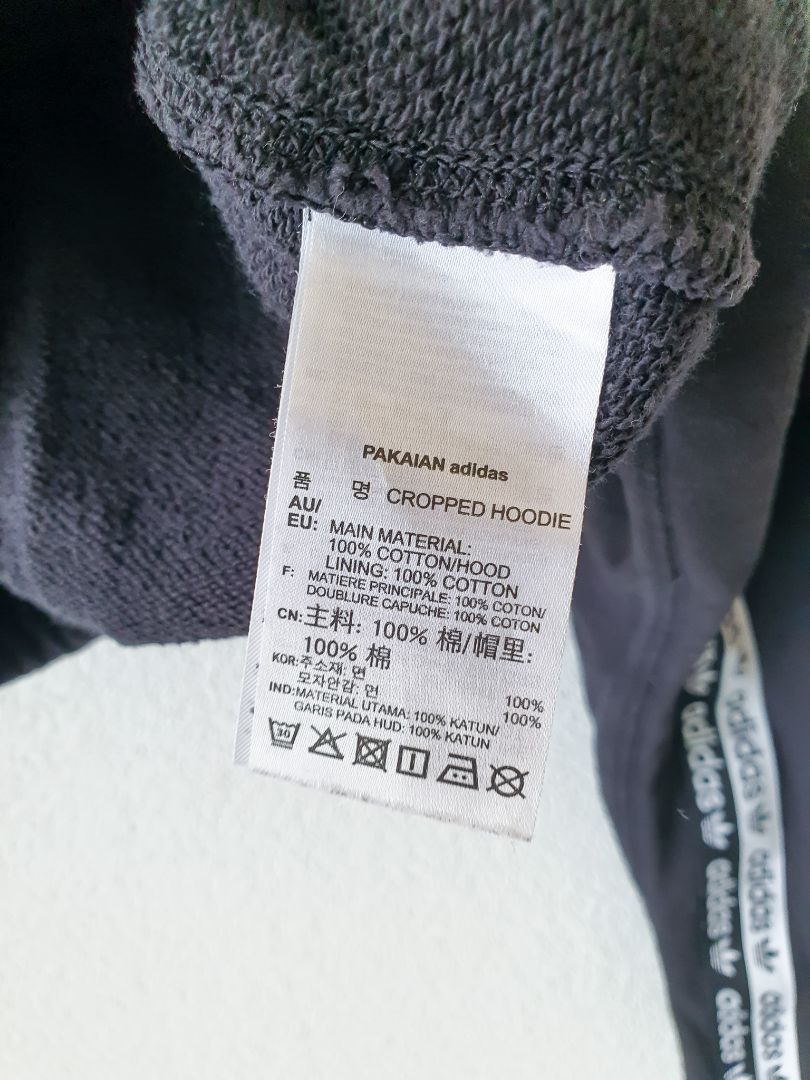 PAKAIAN adidas
품 명 CROPPED HOODIE
AU/
EU: MAIN MATERIAL:
100% COTTON/HOOD
LINING: 100% COTTON
F: MATIERE PRINCIPALE: 100% COTON/
DOUBLURE CAPUCHE: 100% COTON
CN: 主料: 100% 棉/帽里:
100% 棉
KOR: 주소재: 면 100%
모자안감: 면 100%
IND: MATERIAL UTAMA: 100% KATUN/
GARIS PADA HUD: 100% KATUN
30
adidas adidas adidas
adidas adidas adidas